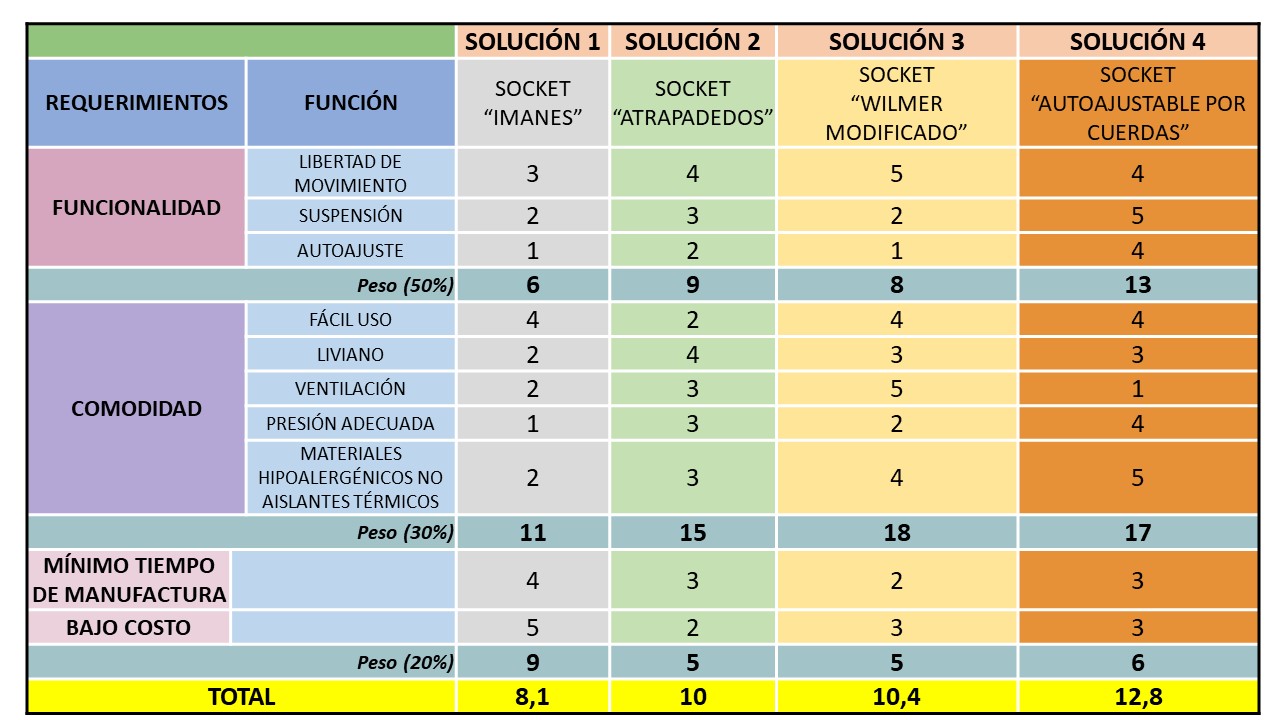 SOLUCIÓN 1 SOLUCIÓN 2 SOLUCIÓN 3 SOLUCIÓN 4
REQUERIMIENTOS FUNCIÓN SOCKET “IMANES” SOCKET “ATRAPADEDOS” SOCKET “WILMER MODIFICADO” SOCKET “AUTOAJUSTABLE POR CUERDAS”
FUNCIONALIDAD
LIBERTAD DE MOVIMIENTO 3 4 5 4
SUSPENSIÓN 2 3 2 5
AUTOAJUSTE 1 2 1 4
Peso (50%) 6 9 8 13
COMODIDAD
FÁCIL USO 4 2 4 4
LIVIANO 2 4 3 3
VENTILACIÓN 2 3 5 1
PRESIÓN ADECUADA 1 3 2 4
MATERIALES HIPOALERGÉNICOS NO AISLANTES TÉRMICOS 2 3 4 5
Peso (30%) 11 15 18 17
MÍNIMO TIEMPO DE MANUFACTURA 4 3 2 3
BAJO COSTO 5 2 3 3
Peso (20%) 9 5 5 6
TOTAL 8,1 10 10,4 12,8